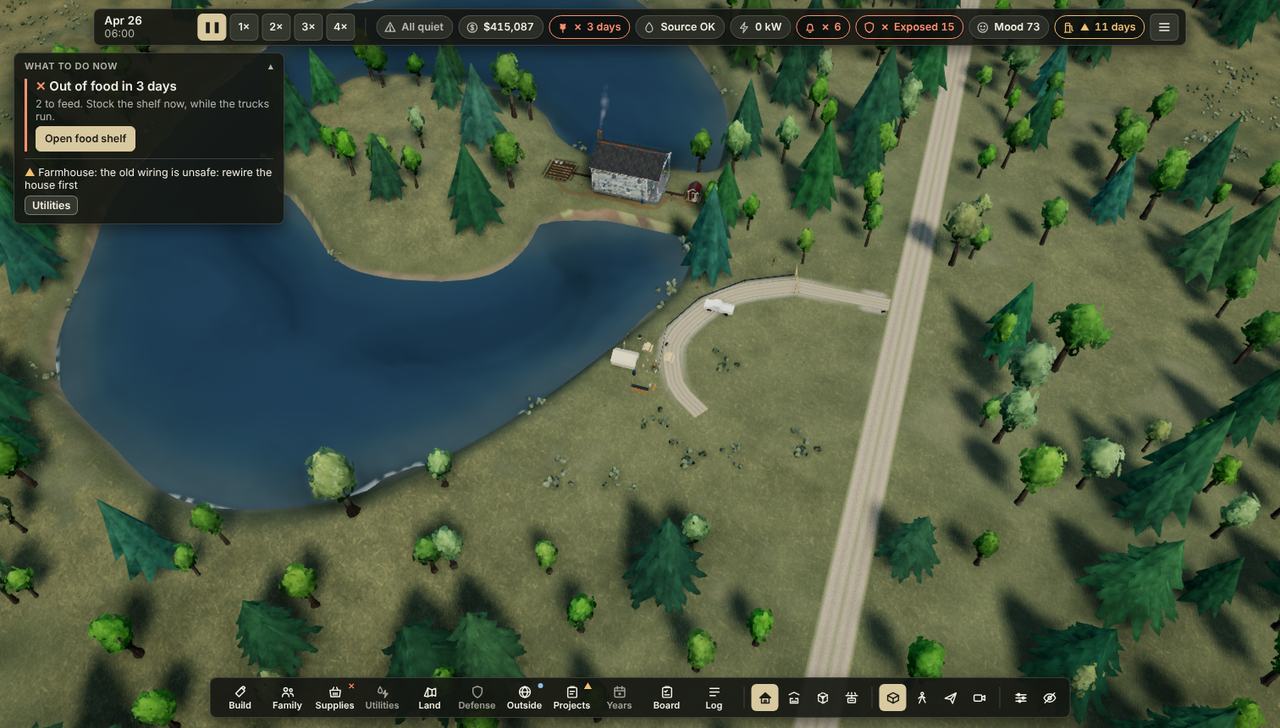 Apr 26
06:00
1×
2×
3×
4×
All quiet
$415,087
× 3 days
Source OK
0 kW
× 6
× Exposed 15
Mood 73
11 days
WHAT TO DO NOW
× Out of food in 3 days
2 to feed. Stock the shelf now, while the trucks
run.
Open food shelf
Farmhouse: the old wiring is unsafe: rewire the
house first
Utilities
Build
Family
Supplies
Utilities
Land
Defense
Outside
Projects
Years
Board
Log